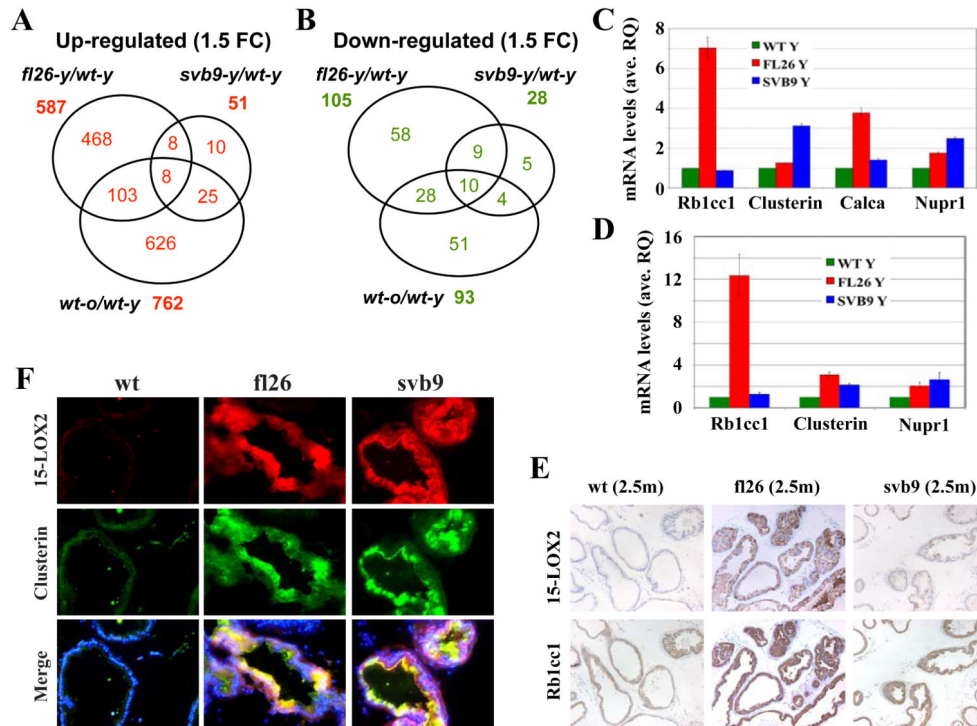 A
Up-regulated (1.5 FC)
fl26-y/wt-y
svb9-y/wt-y
587
51
468
8
10
8
103
25
626
wt-o/wt-y 762
B
Down-regulated (1.5 FC)
fl26-y/wt-y
svb9-y/wt-y
105
28
58
9
5
10
28
4
51
wt-o/wt-y 93
C
mRNA levels (ave. RQ)
8
6
4
2
0
WT Y
FL26 Y
SVB9 Y
Rb1cc1 Clusterin Calca Nupr1
D
mRNA levels (ave. RQ)
16
12
8
4
0
WT Y
FL26 Y
SVB9 Y
Rb1cc1 Clusterin Nupr1
F
wt fl26 svb9
15-LOX2
Clusterin
Merge
E
wt (2.5m) fl26 (2.5m) svb9 (2.5m)
15-LOX2
Rb1cc1